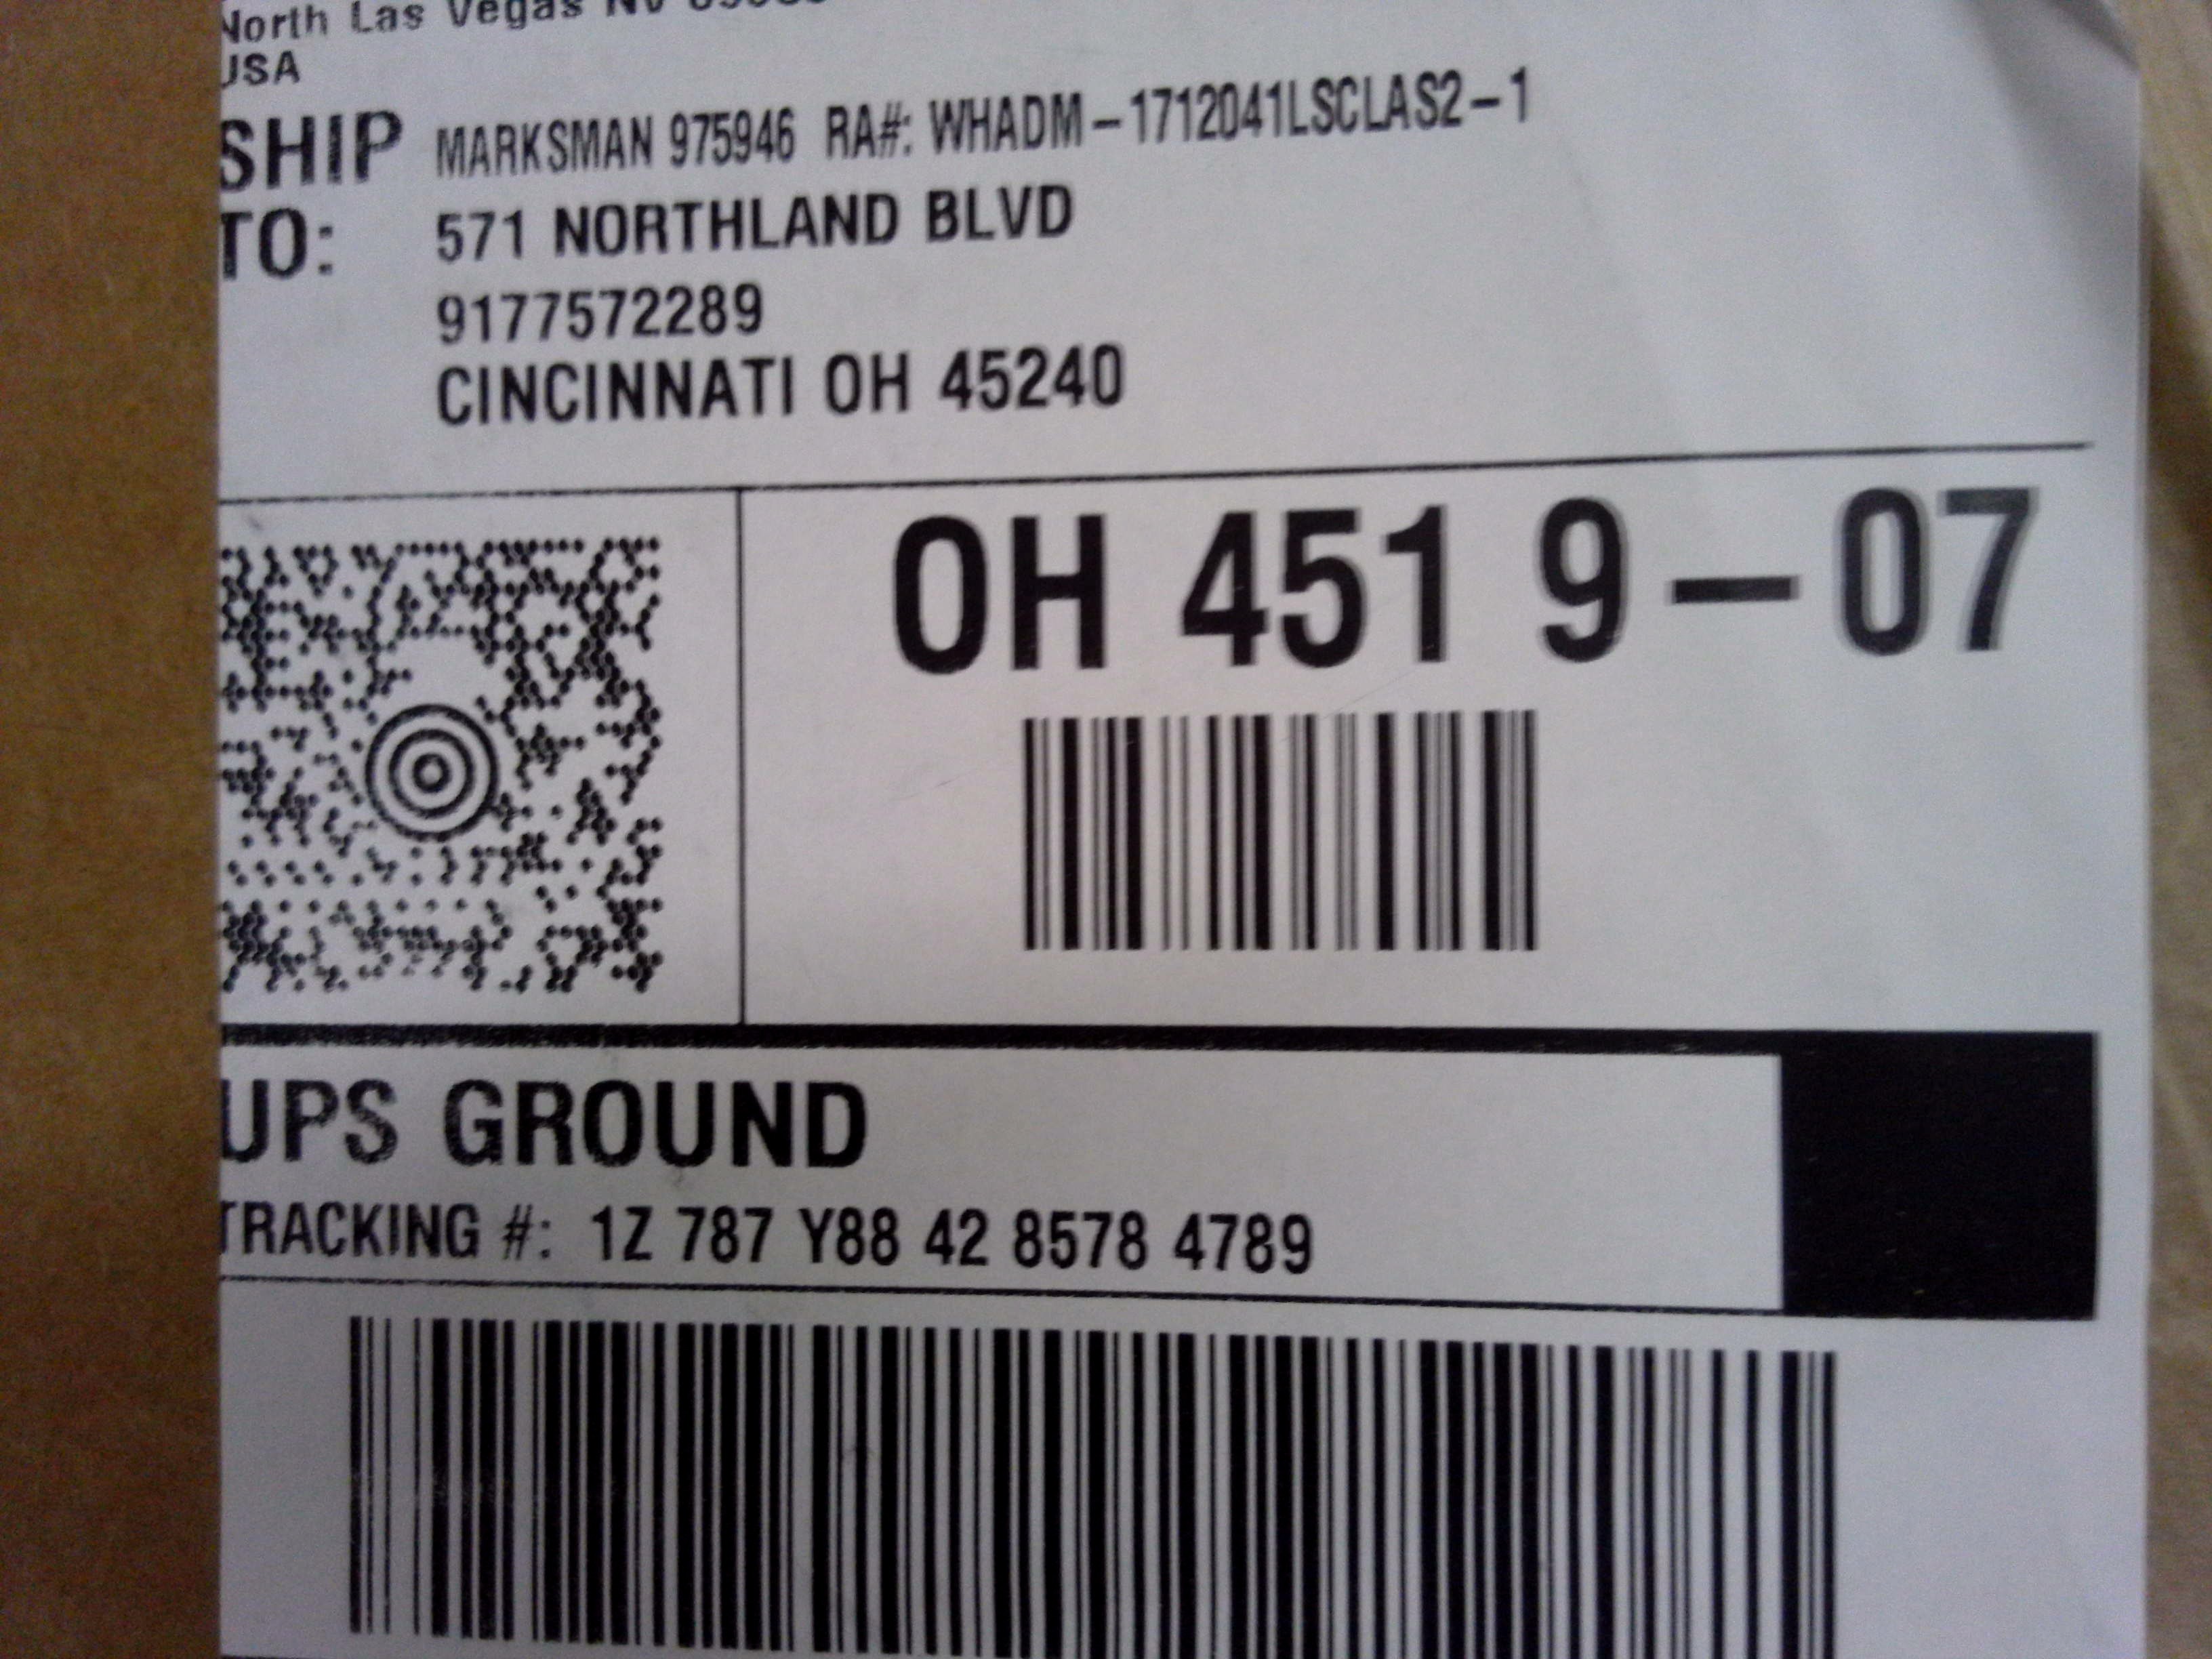 North Las Vegas NV
USA
SHIP TO: MARKSMAN 975946 RA#: WHADM-1712041LSCLAS2-1
571 NORTHLAND BLVD
9177572289
CINCINNATI OH 45240
OH 451 9-07
UPS GROUND
TRACKING #: 1Z 787 Y88 42 8578 4789